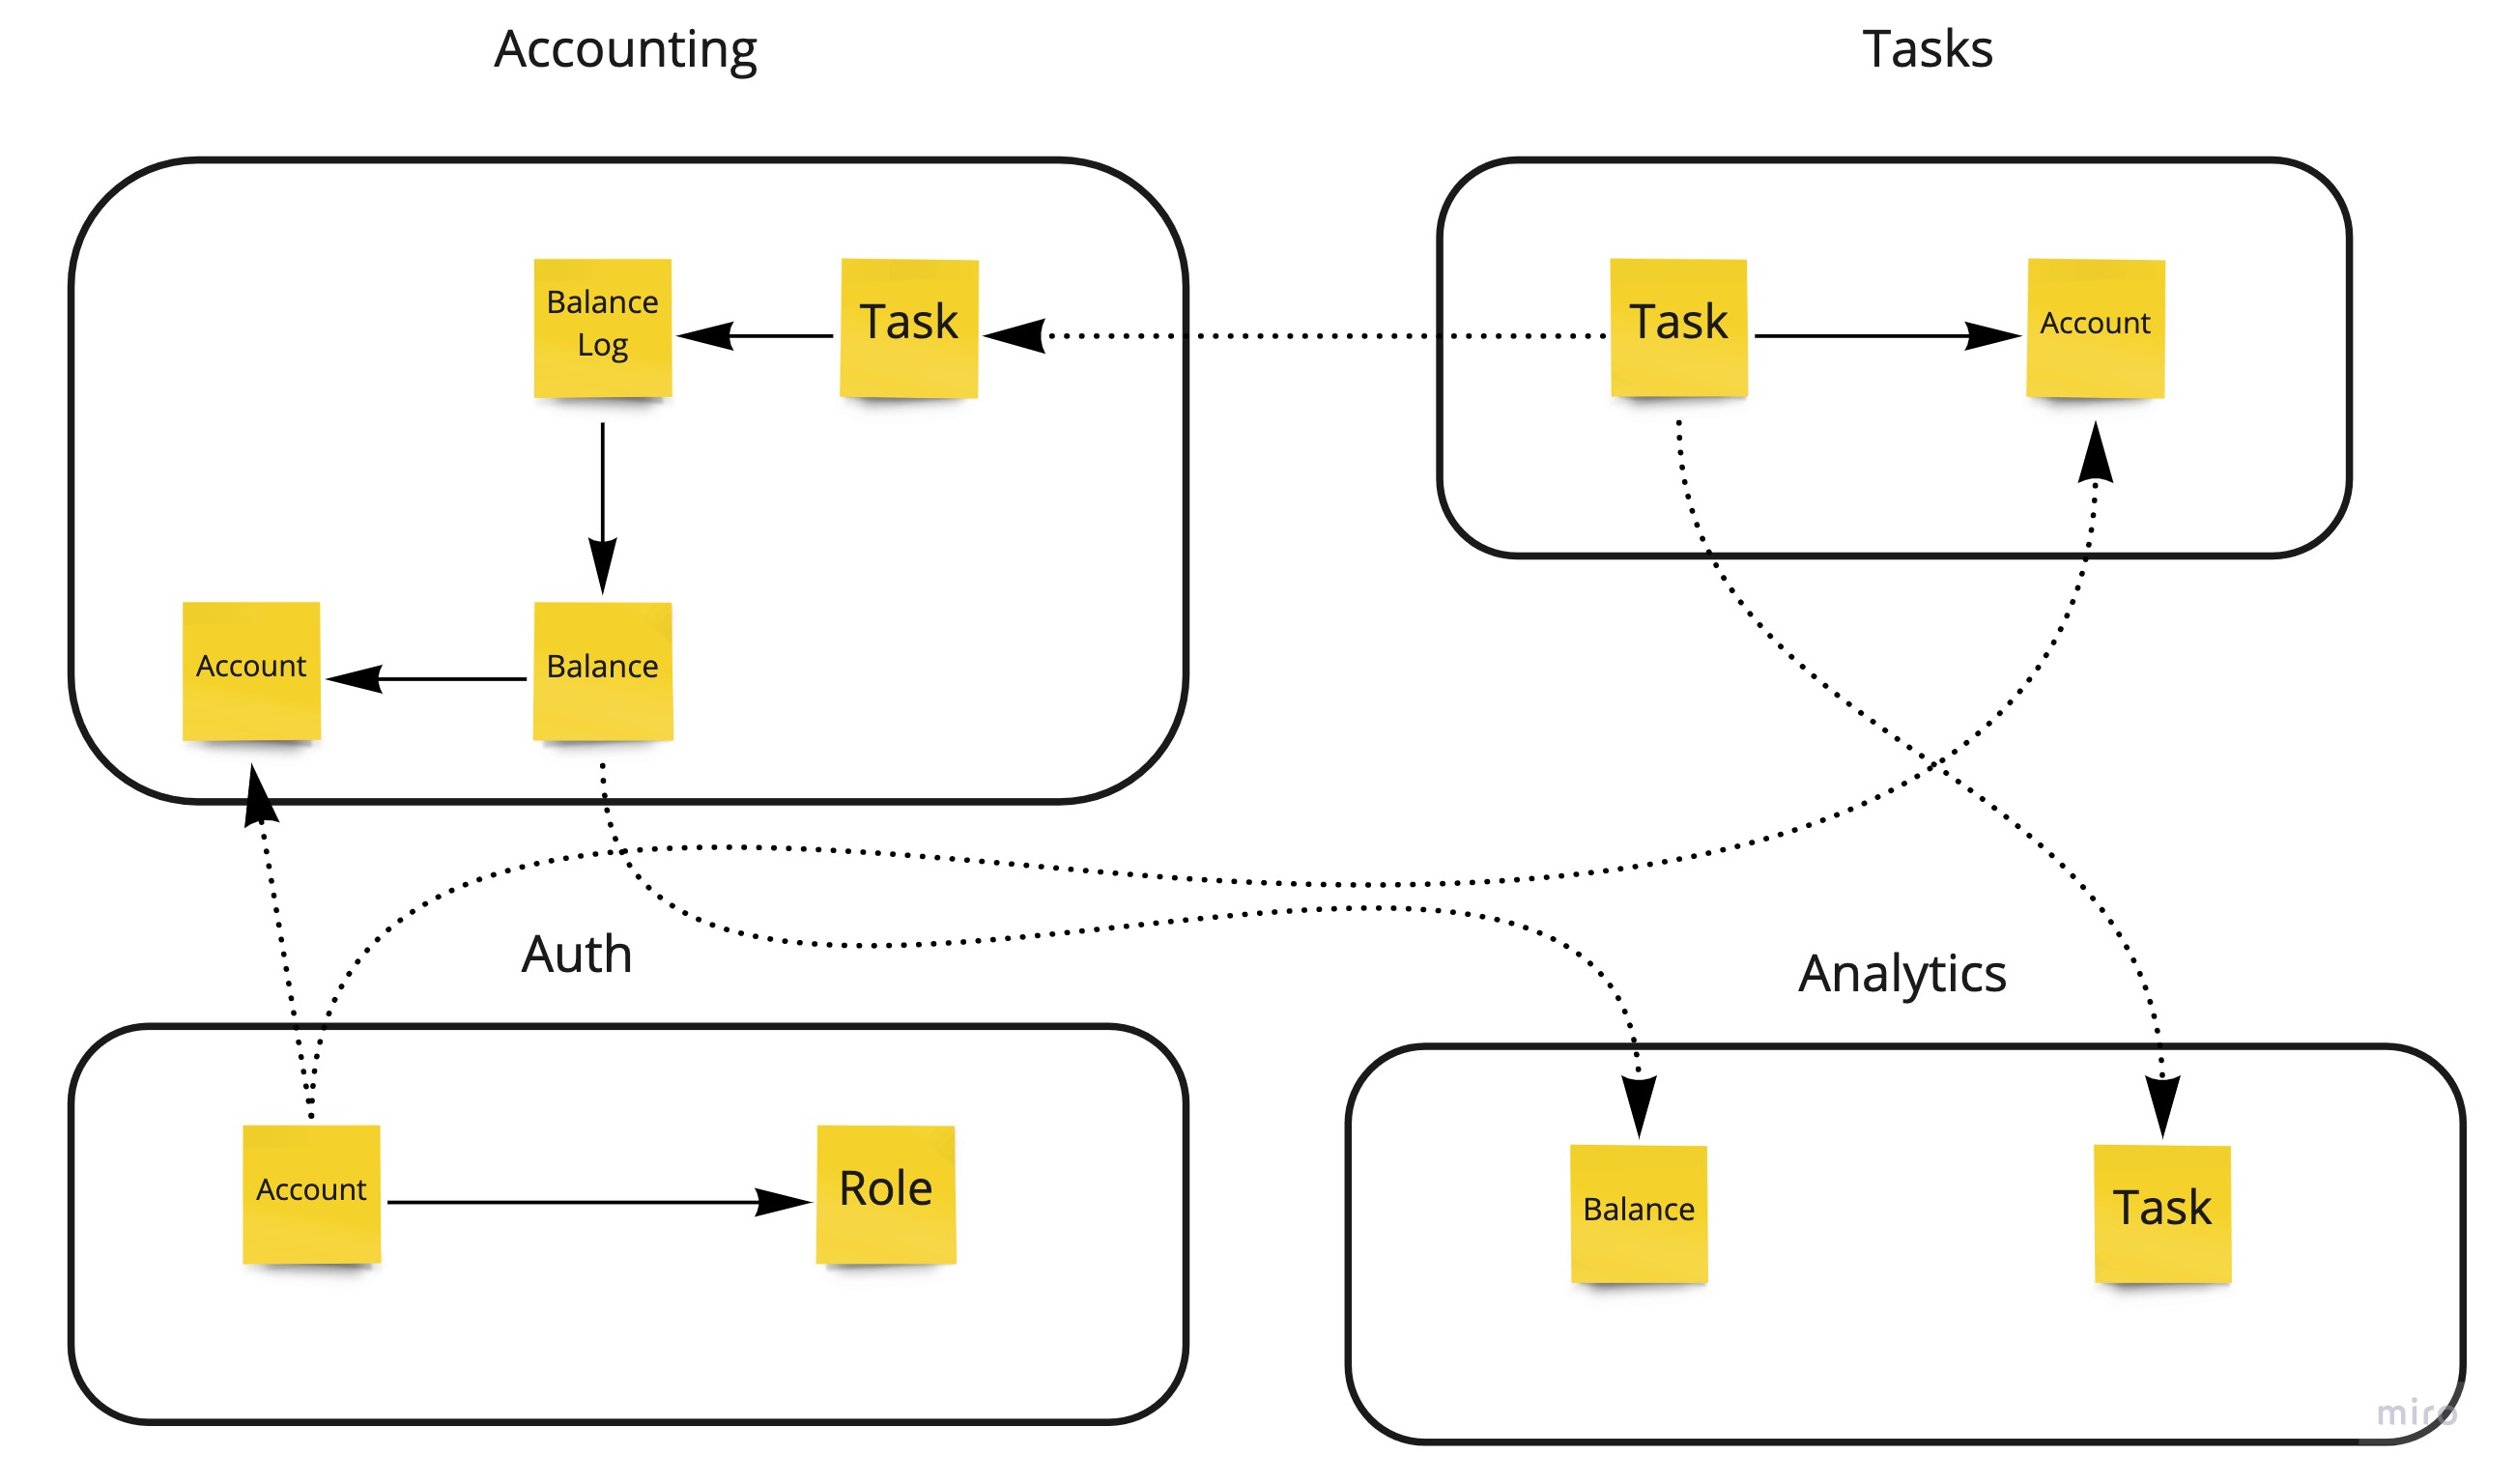 Accounting
Tasks
Balance
Log
Task
Task
Account
Account
Balance
Auth
Analytics
Account
Role
Balance
Task
miro